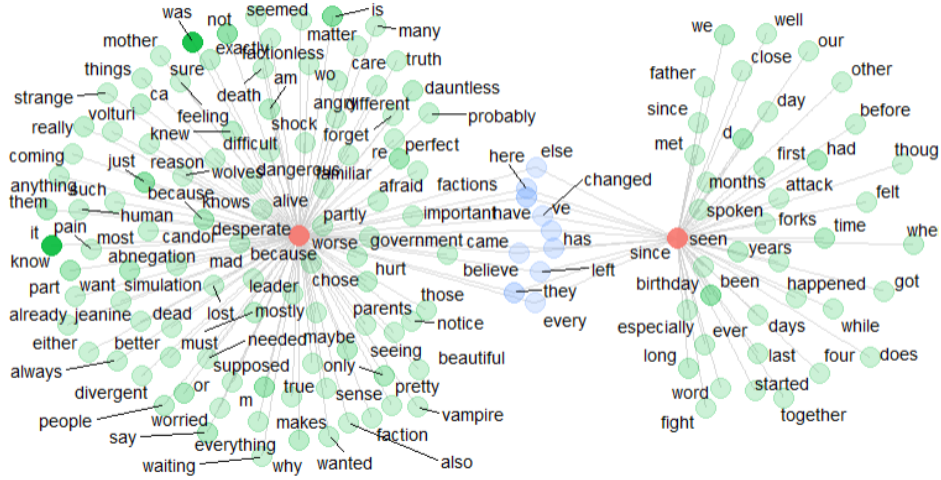 was
not
seemed
is
many
matter
exactly
factionless
mother
sure
am
wo
care
truth
things
death
angry
different
dauntless
strange
ca
feeling
shock
forget
probably
volturi
knew
difficult
re
perfect
really
coming
just
reason
wolves
dangerous
familiar
afraid
anything
such
because
knows
alive
partly
them
human
candor
desperate
worse
important
it
pain
most
because
government
know
abnegation
mad
chose
hurt
part
want
simulation
leader
those
already
jeanine
dead
lost
mostly
parents
notice
either
better
must
needed
maybe
seeing
beautiful
always
supposed
only
pretty
divergent
or
m
true
sense
vampire
people
worried
makes
faction
say
everything
also
waiting
why
wanted
here
else
factions
changed
have
ve
came
has
believe
left
they
every
we
well
close
our
father
other
since
day
before
met
d
first
had
thoug
months
attack
felt
spoken
forks
time
whe
since
seen
years
birthday
been
happened
got
especially
ever
days
while
long
last
four
does
word
started
fight
together